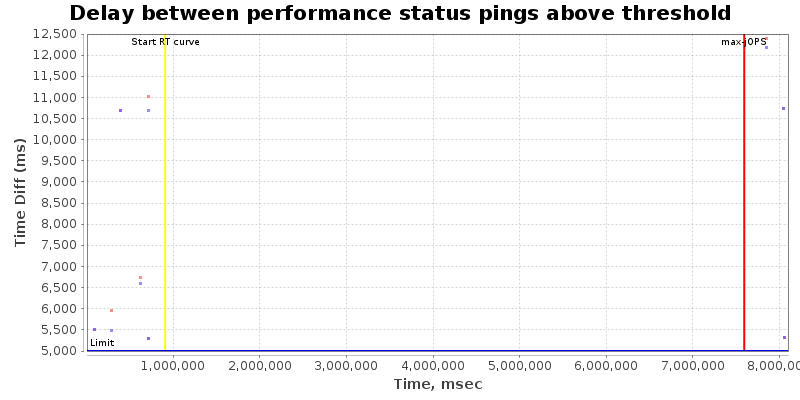 Delay between performance status pings above threshold
12,500
12,000
11,500
11,000
10,500
10,000
9,500
9,000
8,500
8,000
7,500
7,000
6,500
6,000
5,500
5,000
Time Diff (ms)
Start RT curve
max-jOPS
Limit
1,000,000 2,000,000 3,000,000 4,000,000 5,000,000 6,000,000 7,000,000 8,000,00
Time, msec